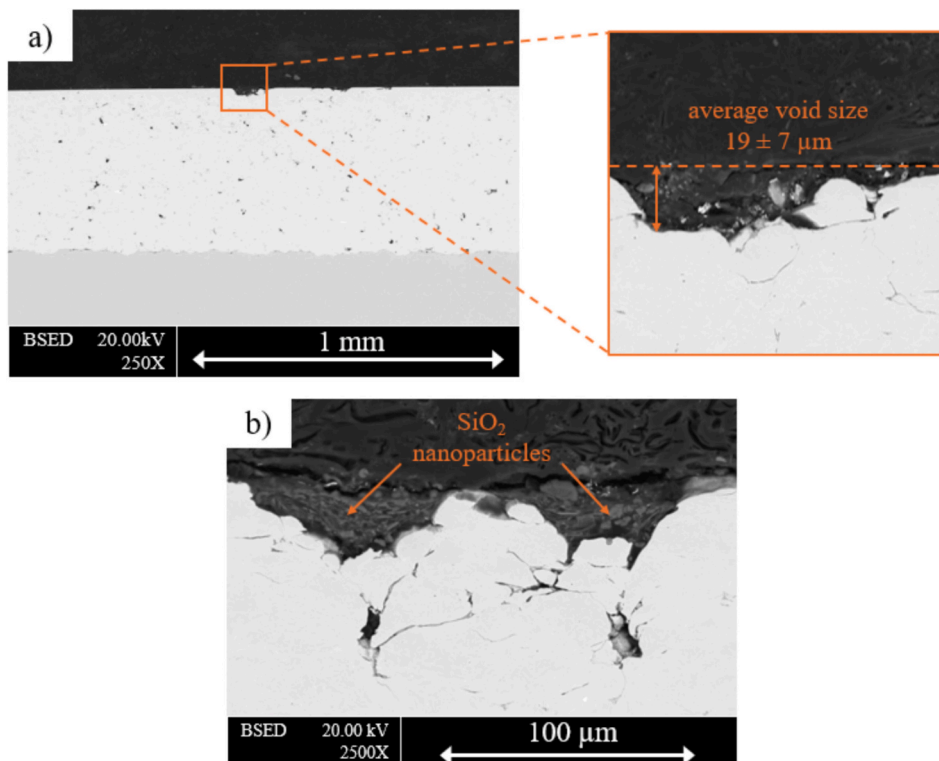 a)
average void size
19 ± 7 µm
BSED 20.00kV
250X
1 mm
b)
SiO₂
nanoparticles
BSED 20.00 kV
2500X
100 µm